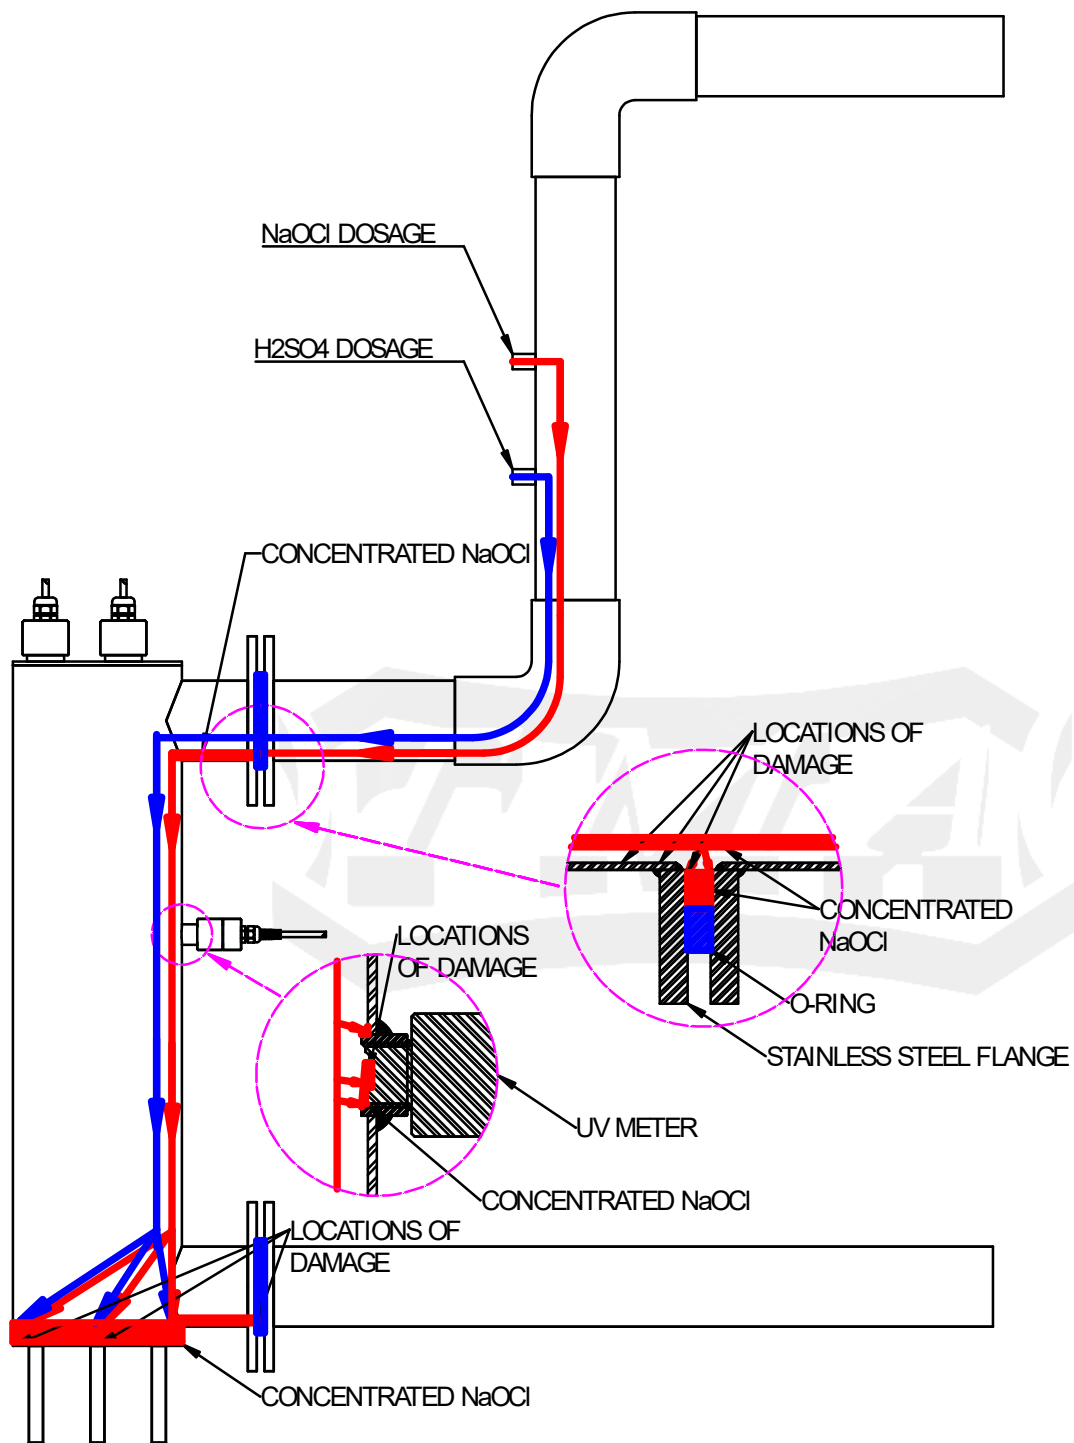 NaOCl DOSAGE
H2SO4 DOSAGE
CONCENTRATED NaOCl
LOCATIONS OF
DAMAGE
CONCENTRATED
NaOCl
O-RING
STAINLESS STEEL FLANGE
LOCATIONS
OF DAMAGE
UV METER
CONCENTRATED NaOCl
LOCATIONS OF
DAMAGE
CONCENTRATED NaOCl